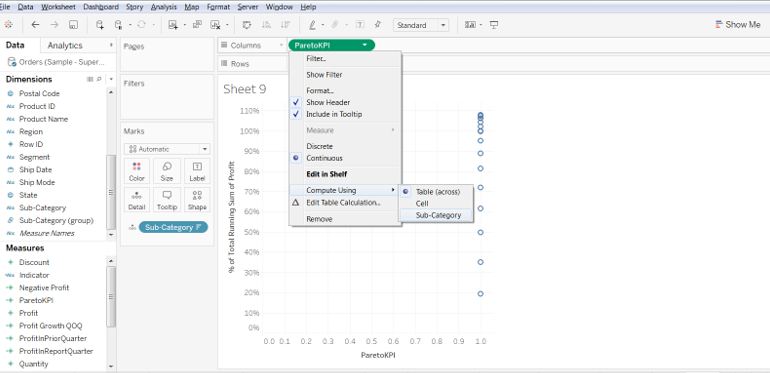 File Data Worksheet Dashboard Story Analysis Map Format Server Window Help
Standard
Show Me
Data
Analytics
Orders (Sample - Super...
Dimensions
Postal Code
Product ID
Product Name
Region
Row ID
Segment
Ship Date
Ship Mode
State
Sub-Category
Sub-Category (group)
Measure Names
Measures
Discount
Indicator
Negative Profit
ParetoKPI
Profit
Profit Growth QOQ
ProfitInPriorQuarter
ProfitInReportQuarter
Quantity
Pages
Filters
Marks
Automatic
Color
Size
Label
Detail
Tooltip
Shape
Sub-Category
Columns
ParetoKPI
Rows
Sheet 9
Filter...
Show Filter
Format...
Show Header
Include in Tooltip
Measure
Discrete
Continuous
Edit in Shelf
Compute Using
Edit Table Calculation...
Remove
Table (across)
Cell
Sub-Category
% of Total Running Sum of Profit
110%
100%
90%
80%
70%
60%
50%
40%
30%
20%
10%
0%
0.0 0.1 0.2 0.3 0.4 0.5 0.6 0.7 0.8 0.9 1.0
ParetoKPI